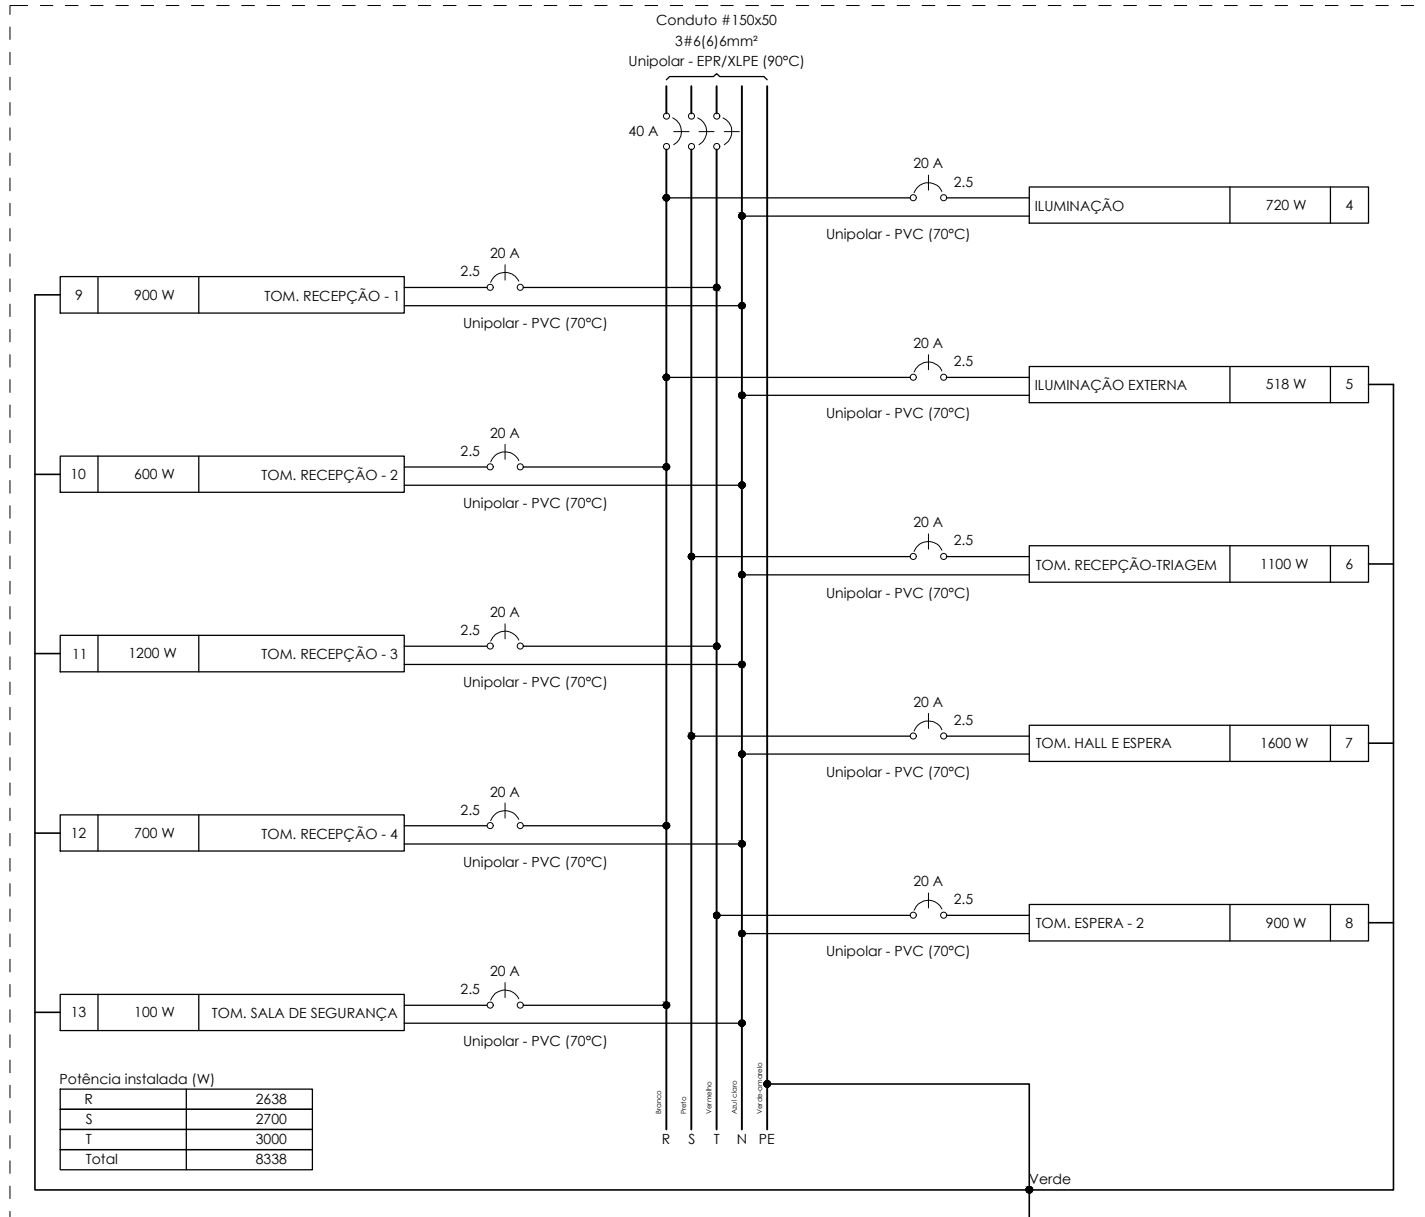 Conduto #150x50
3#6(6)6mm²
Unipolar - EPR/XLPE (90°C)
40 A
20 A
2.5
ILUMINAÇÃO 720 W 4
Unipolar - PVC (70°C)
20 A
2.5
9 900 W TOM. RECEPÇÃO - 1
Unipolar - PVC (70°C)
20 A
2.5
ILUMINAÇÃO EXTERNA 518 W 5
Unipolar - PVC (70°C)
20 A
2.5
10 600 W TOM. RECEPÇÃO - 2
Unipolar - PVC (70°C)
20 A
2.5
TOM. RECEPÇÃO-TRIAGEM 1100 W 6
Unipolar - PVC (70°C)
20 A
2.5
11 1200 W TOM. RECEPÇÃO - 3
Unipolar - PVC (70°C)
20 A
2.5
TOM. HALL E ESPERA 1600 W 7
Unipolar - PVC (70°C)
20 A
2.5
12 700 W TOM. RECEPÇÃO - 4
Unipolar - PVC (70°C)
20 A
2.5
TOM. ESPERA - 2 900 W 8
Unipolar - PVC (70°C)
20 A
2.5
13 100 W TOM. SALA DE SEGURANÇA
Unipolar - PVC (70°C)
Potência instalada (W)
R 2638
S 2700
T 3000
Total 8338
Branco
Preto
Vermelho
Azul claro
Verde-amarelo
R S T N PE
Verde